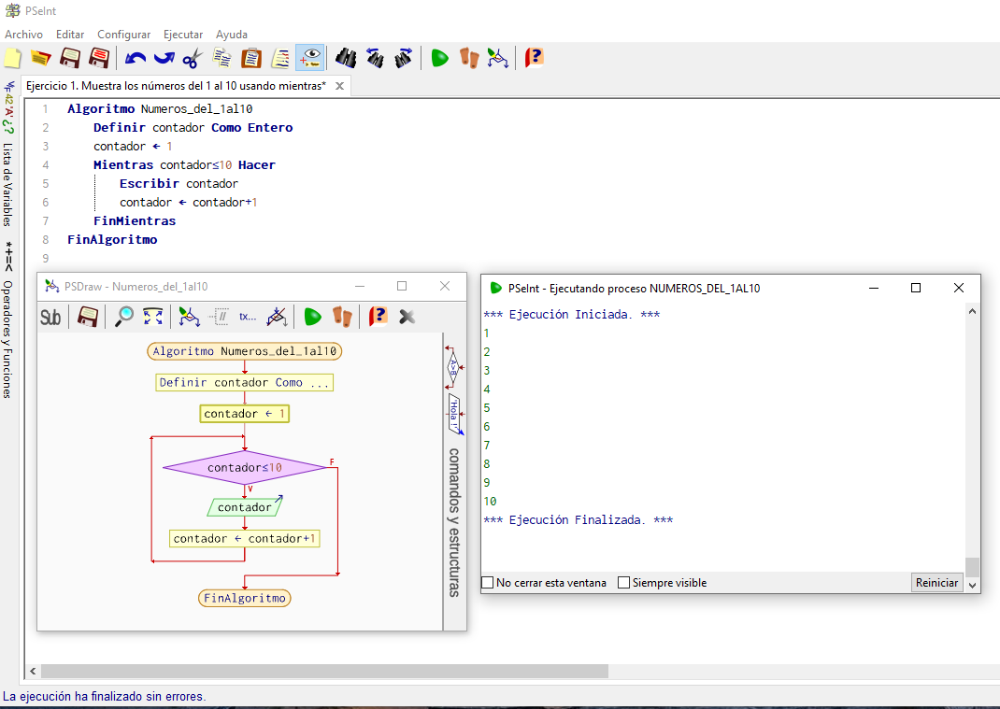 PSeInt
Archivo Editar Configurar Ejecutar Ayuda
Ejercicio 1. Muestra los números del 1 al 10 usando mientras*
42 'A' ¿?
Lista de Variables
*+=<
Operadores y Funciones
1 Algoritmo Numeros_del_1al10
2 Definir contador Como Entero
3 contador ← 1
4 Mientras contador≤10 Hacer
5 Escribir contador
6 contador ← contador+1
7 FinMientras
8 FinAlgoritmo
9
PSDraw - Numeros_del_1al10
Sub
tx...
Algoritmo Numeros_del_1al10
Definir contador Como ...
contador ← 1
contador≤10
F
V
contador
contador ← contador+1
FinAlgoritmo
A>B
'Hola !'
comandos y estructuras
PSeInt - Ejecutando proceso NUMEROS_DEL_1AL10
*** Ejecución Iniciada. ***
1
2
3
4
5
6
7
8
9
10
*** Ejecución Finalizada. ***
No cerrar esta ventana Siempre visible Reiniciar
La ejecución ha finalizado sin errores.